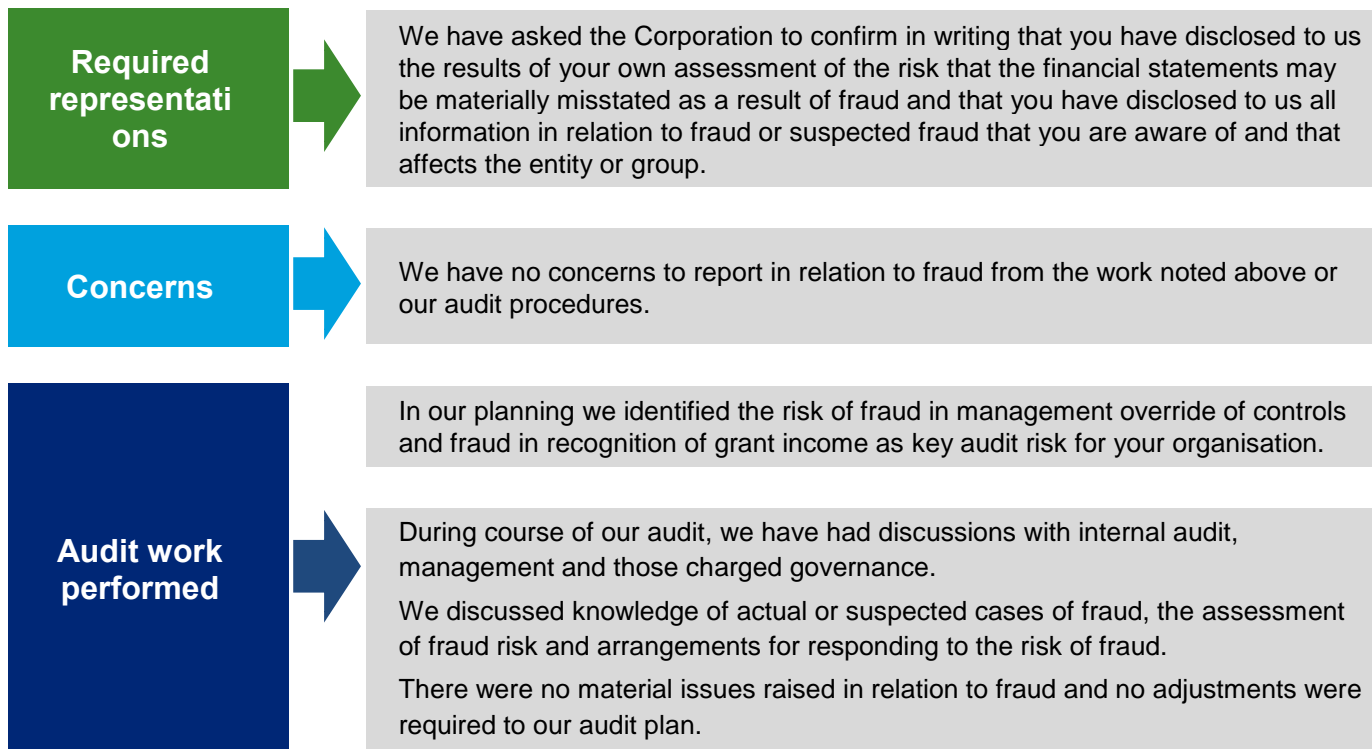 Required
representati
ons
We have asked the Corporation to confirm in writing that you have disclosed to us
the results of your own assessment of the risk that the financial statements may
be materially misstated as a result of fraud and that you have disclosed to us all
information in relation to fraud or suspected fraud that you are aware of and that
affects the entity or group.
Concerns
We have no concerns to report in relation to fraud from the work noted above or
our audit procedures.
Audit work
performed
In our planning we identified the risk of fraud in management override of controls
and fraud in recognition of grant income as key audit risk for your organisation.
During course of our audit, we have had discussions with internal audit,
management and those charged governance.
We discussed knowledge of actual or suspected cases of fraud, the assessment
of fraud risk and arrangements for responding to the risk of fraud.
There were no material issues raised in relation to fraud and no adjustments were
required to our audit plan.